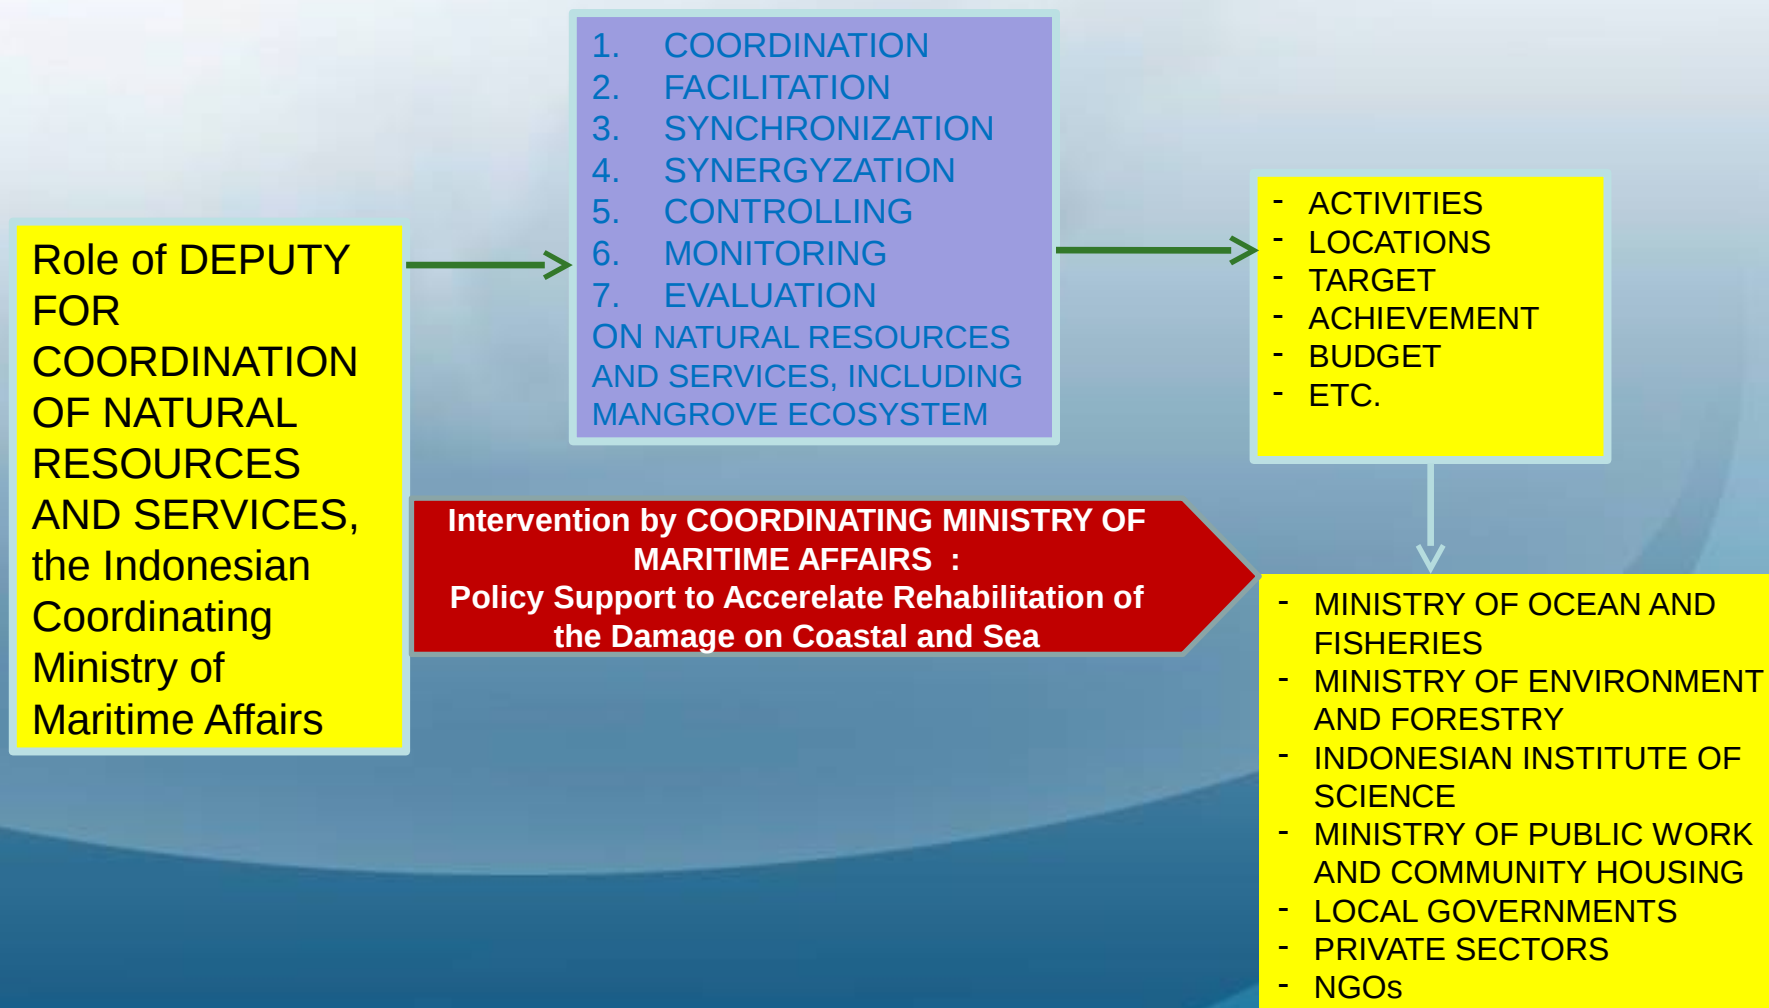 Role of DEPUTY
FOR
COORDINATION
OF NATURAL
RESOURCES
AND SERVICES,
the Indonesian
Coordinating
Ministry of
Maritime Affairs
1. COORDINATION
2. FACILITATION
3. SYNCHRONIZATION
4. SYNERGYZATION
5. CONTROLLING
6. MONITORING
7. EVALUATION
ON NATURAL RESOURCES
AND SERVICES, INCLUDING
MANGROVE ECOSYSTEM
- ACTIVITIES
- LOCATIONS
- TARGET
- ACHIEVEMENT
- BUDGET
- ETC.
Intervention by COORDINATING MINISTRY OF
MARITIME AFFAIRS :
Policy Support to Accerelate Rehabilitation of
the Damage on Coastal and Sea
- MINISTRY OF OCEAN AND
FISHERIES
- MINISTRY OF ENVIRONMENT
AND FORESTRY
- INDONESIAN INSTITUTE OF
SCIENCE
- MINISTRY OF PUBLIC WORK
AND COMMUNITY HOUSING
- LOCAL GOVERNMENTS
- PRIVATE SECTORS
- NGOs